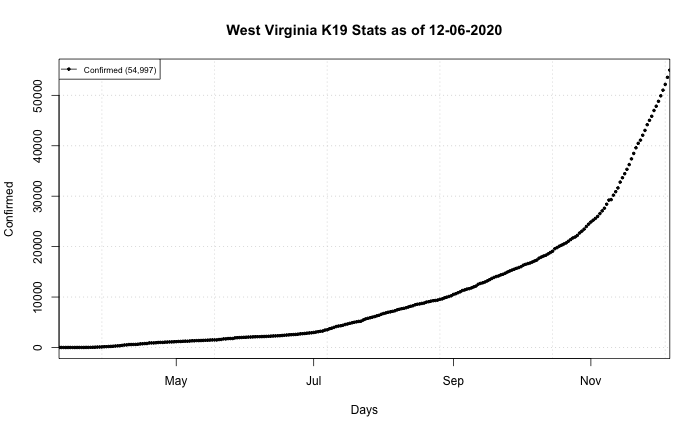 West Virginia K19 Stats as of 12-06-2020
Confirmed (54,997)
50000
40000
30000
20000
10000
0
Confirmed
May Jul Sep Nov
Days